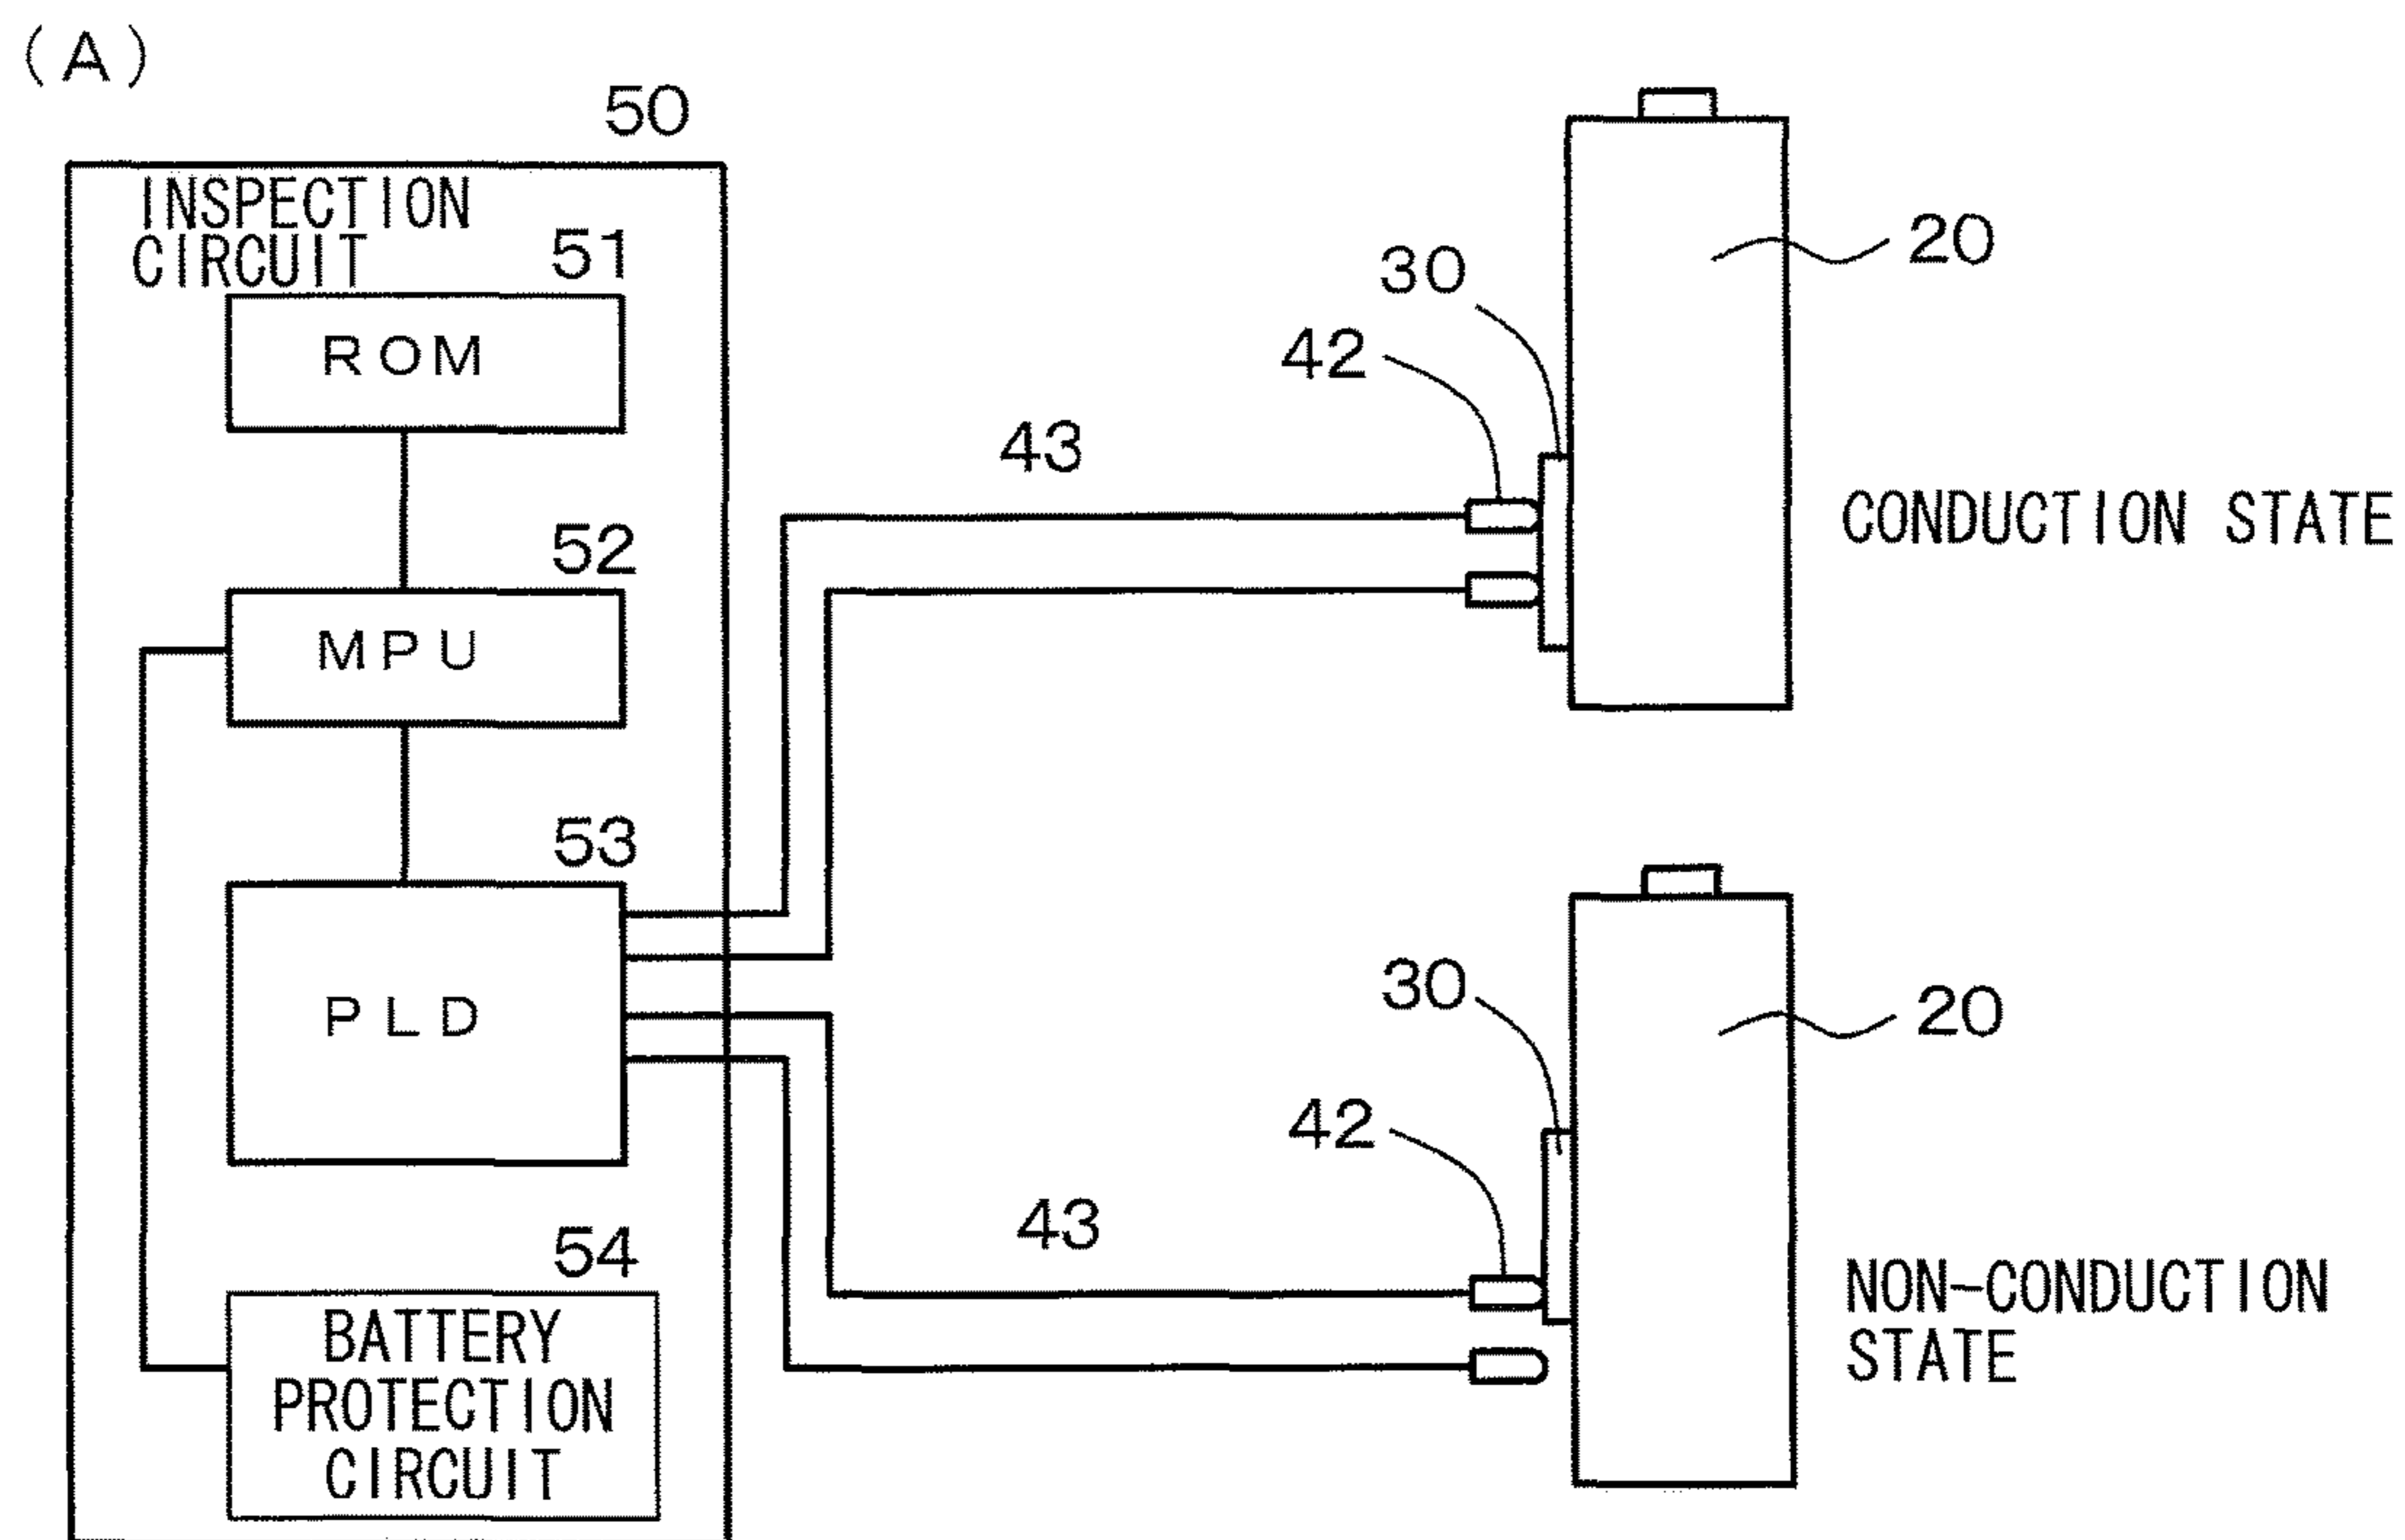 (A)
50
INSPECTION
CIRCUIT
51
ROM
52
MPU
53
PLD
54
BATTERY
PROTECTION
CIRCUIT
20
30
42
43
CONDUCTION STATE
30
20
42
43
NON-CONDUCTION
STATE